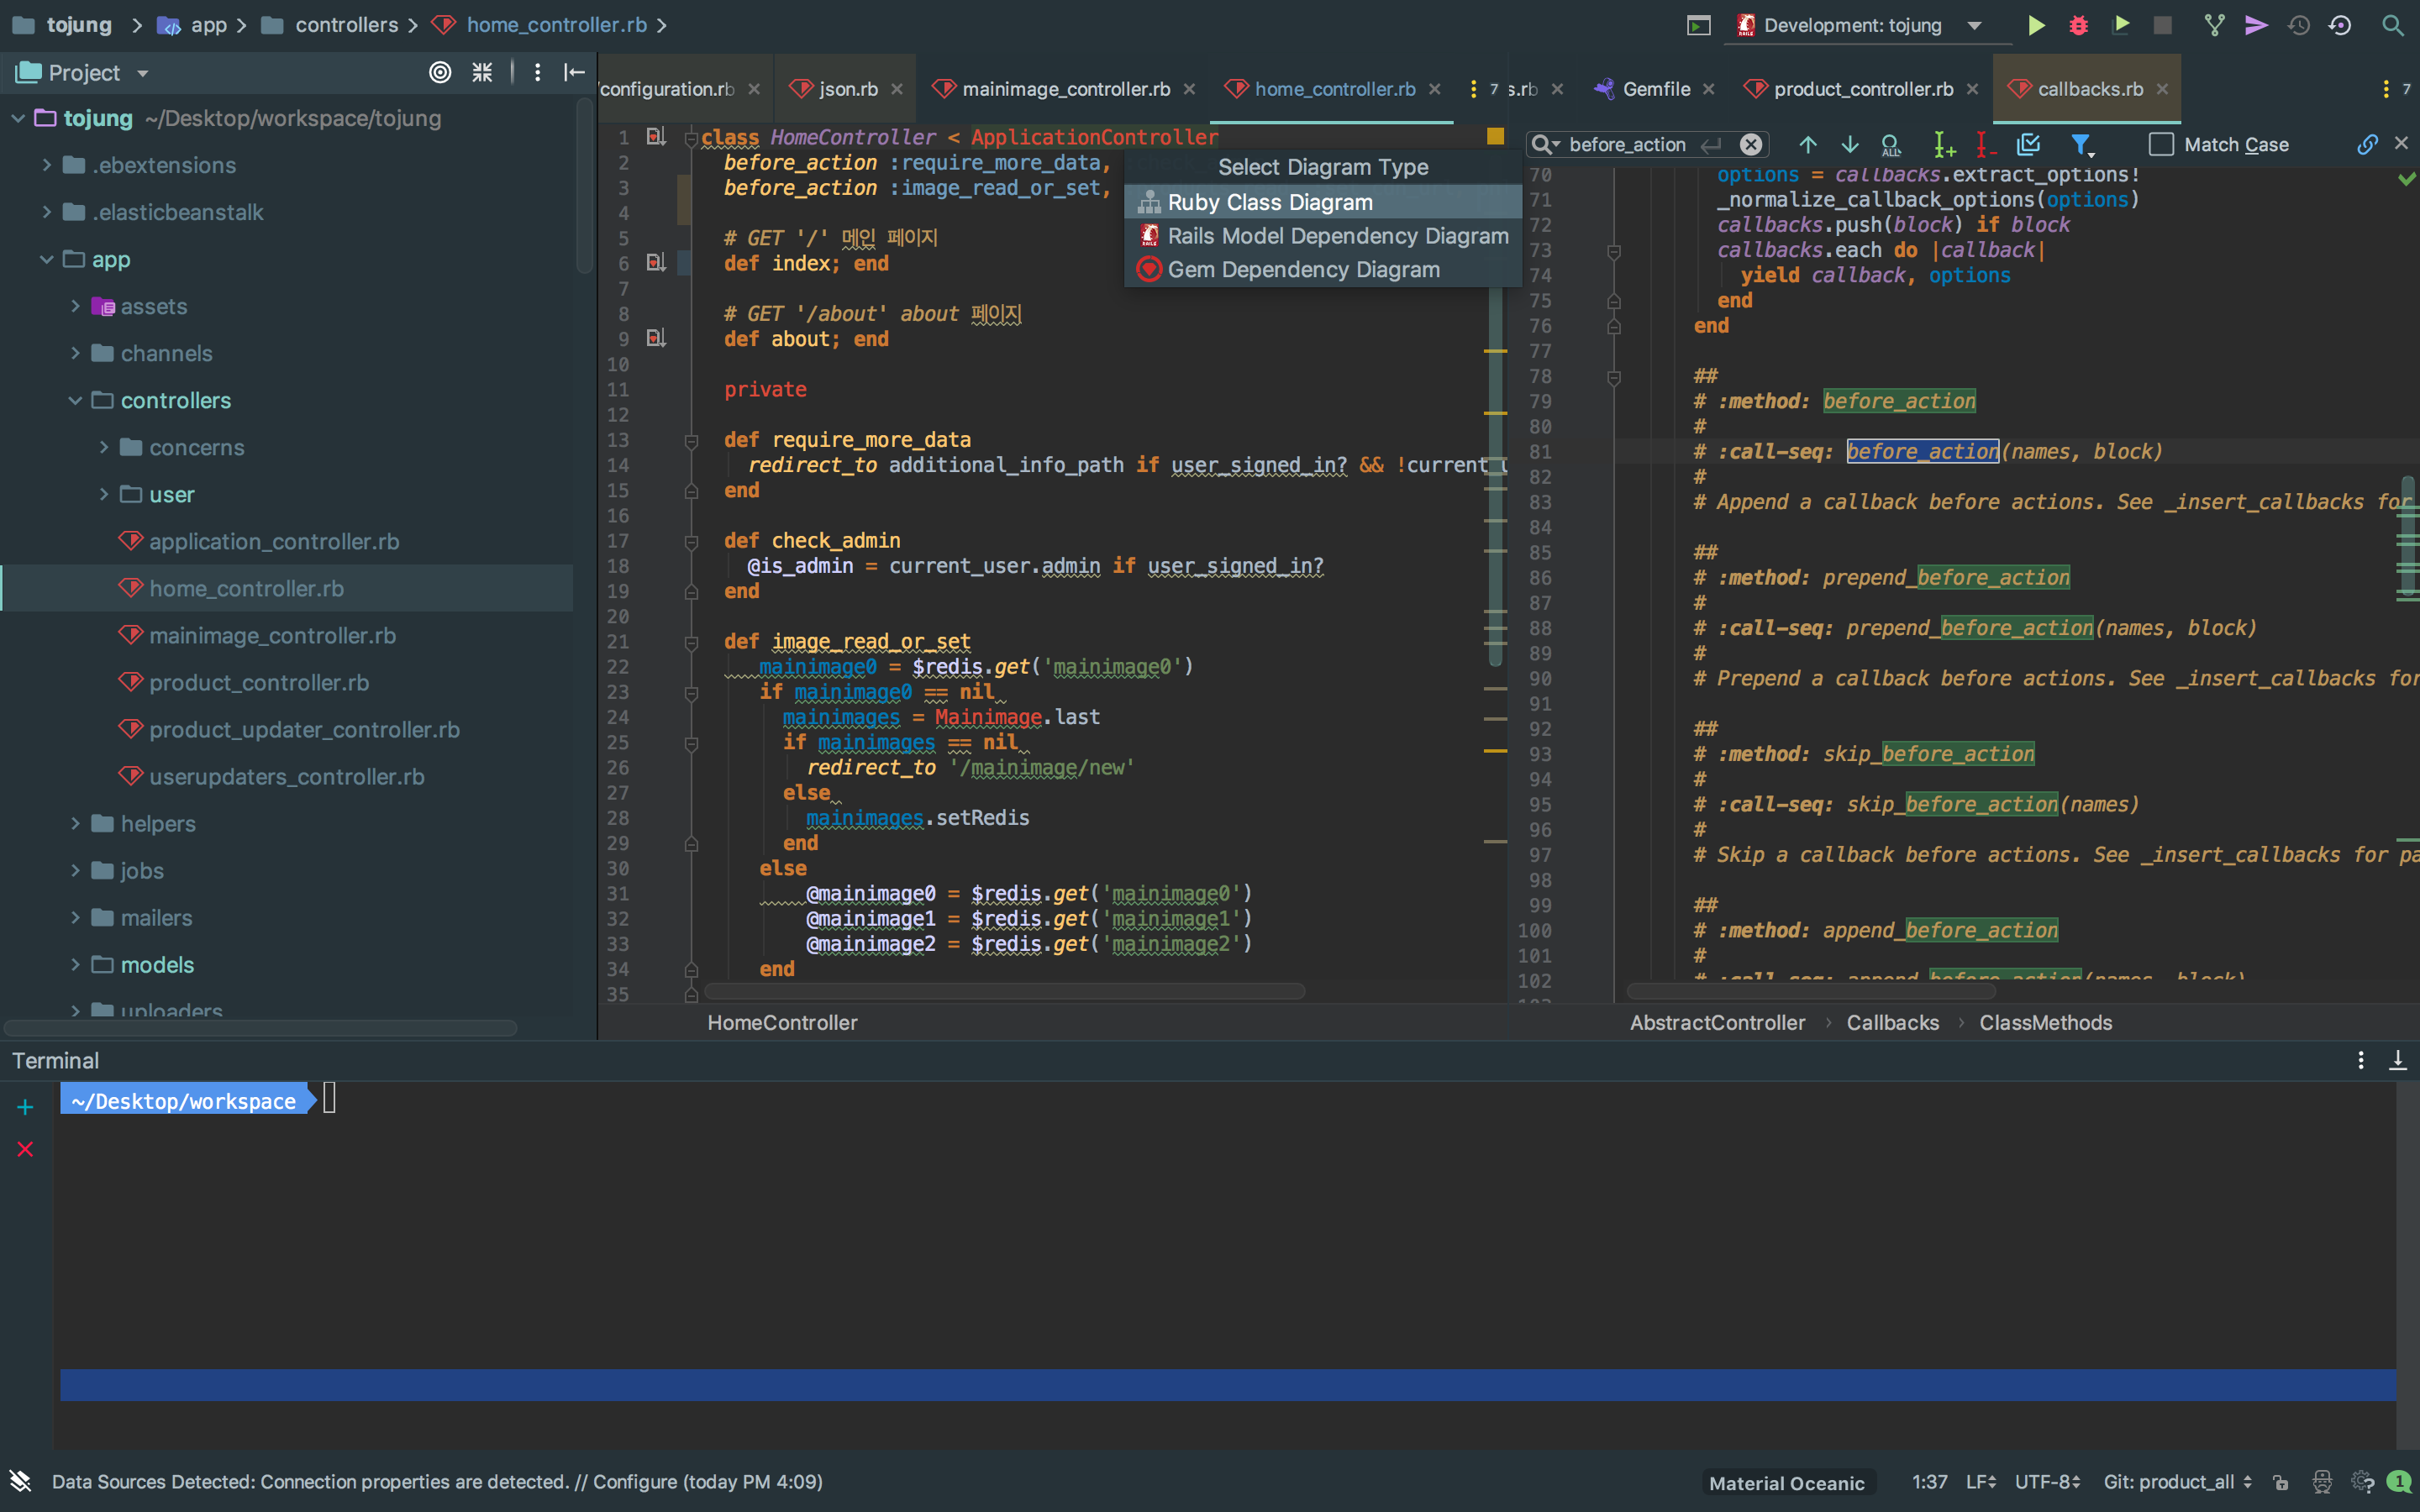 tojung
app
controllers
home_controller.rb
Development: tojung
Project
configuration.rb
json.rb
mainimage_controller.rb
home_controller.rb
7
s.rb
Gemfile
product_controller.rb
callbacks.rb
7
tojung ~/Desktop/workspace/tojung
.ebextensions
.elasticbeanstalk
app
assets
channels
controllers
concerns
user
application_controller.rb
home_controller.rb
mainimage_controller.rb
product_controller.rb
product_updater_controller.rb
userupdaters_controller.rb
helpers
jobs
mailers
models
uploaders
1 class HomeController < ApplicationController
2 before_action :require_more_data,
3 before_action :image_read_or_set,
4
5 # GET '/' 메인 페이지
6 def index; end
7
8 # GET '/about' about 페이지
9 def about; end
10
11 private
12
13 def require_more_data
14 redirect_to additional_info_path if user_signed_in? && !current_u
15 end
16
17 def check_admin
18 @is_admin = current_user.admin if user_signed_in?
19 end
20
21 def image_read_or_set
22 mainimage0 = $redis.get('mainimage0')
23 if mainimage0 == nil
24 mainimages = Mainimage.last
25 if mainimages == nil
26 redirect_to '/mainimage/new'
27 else
28 mainimages.setRedis
29 end
30 else
31 @mainimage0 = $redis.get('mainimage0')
32 @mainimage1 = $redis.get('mainimage1')
33 @mainimage2 = $redis.get('mainimage2')
34 end
35
HomeController
Select Diagram Type
Ruby Class Diagram
Rails Model Dependency Diagram
Gem Dependency Diagram
before_action
ALL
Match Case
70 options = callbacks.extract_options!
71 _normalize_callback_options(options)
72 callbacks.push(block) if block
73 callbacks.each do |callback|
74 yield callback, options
75 end
76 end
77
78 ##
79 # :method: before_action
80 #
81 # :call-seq: before_action(names, block)
82 #
83 # Append a callback before actions. See _insert_callbacks for
84
85 ##
86 # :method: prepend_before_action
87 #
88 # :call-seq: prepend_before_action(names, block)
89 #
90 # Prepend a callback before actions. See _insert_callbacks for
91
92 ##
93 # :method: skip_before_action
94 #
95 # :call-seq: skip_before_action(names)
96 #
97 # Skip a callback before actions. See _insert_callbacks for pa
98
99 ##
100 # :method: append_before_action
101 #
102 # :call-seq: append_before_action(names, block)
AbstractController
Callbacks
ClassMethods
Terminal
~/Desktop/workspace
Data Sources Detected: Connection properties are detected. // Configure (today PM 4:09)
Material Oceanic
1:37
LF
UTF-8
Git: product_all
1